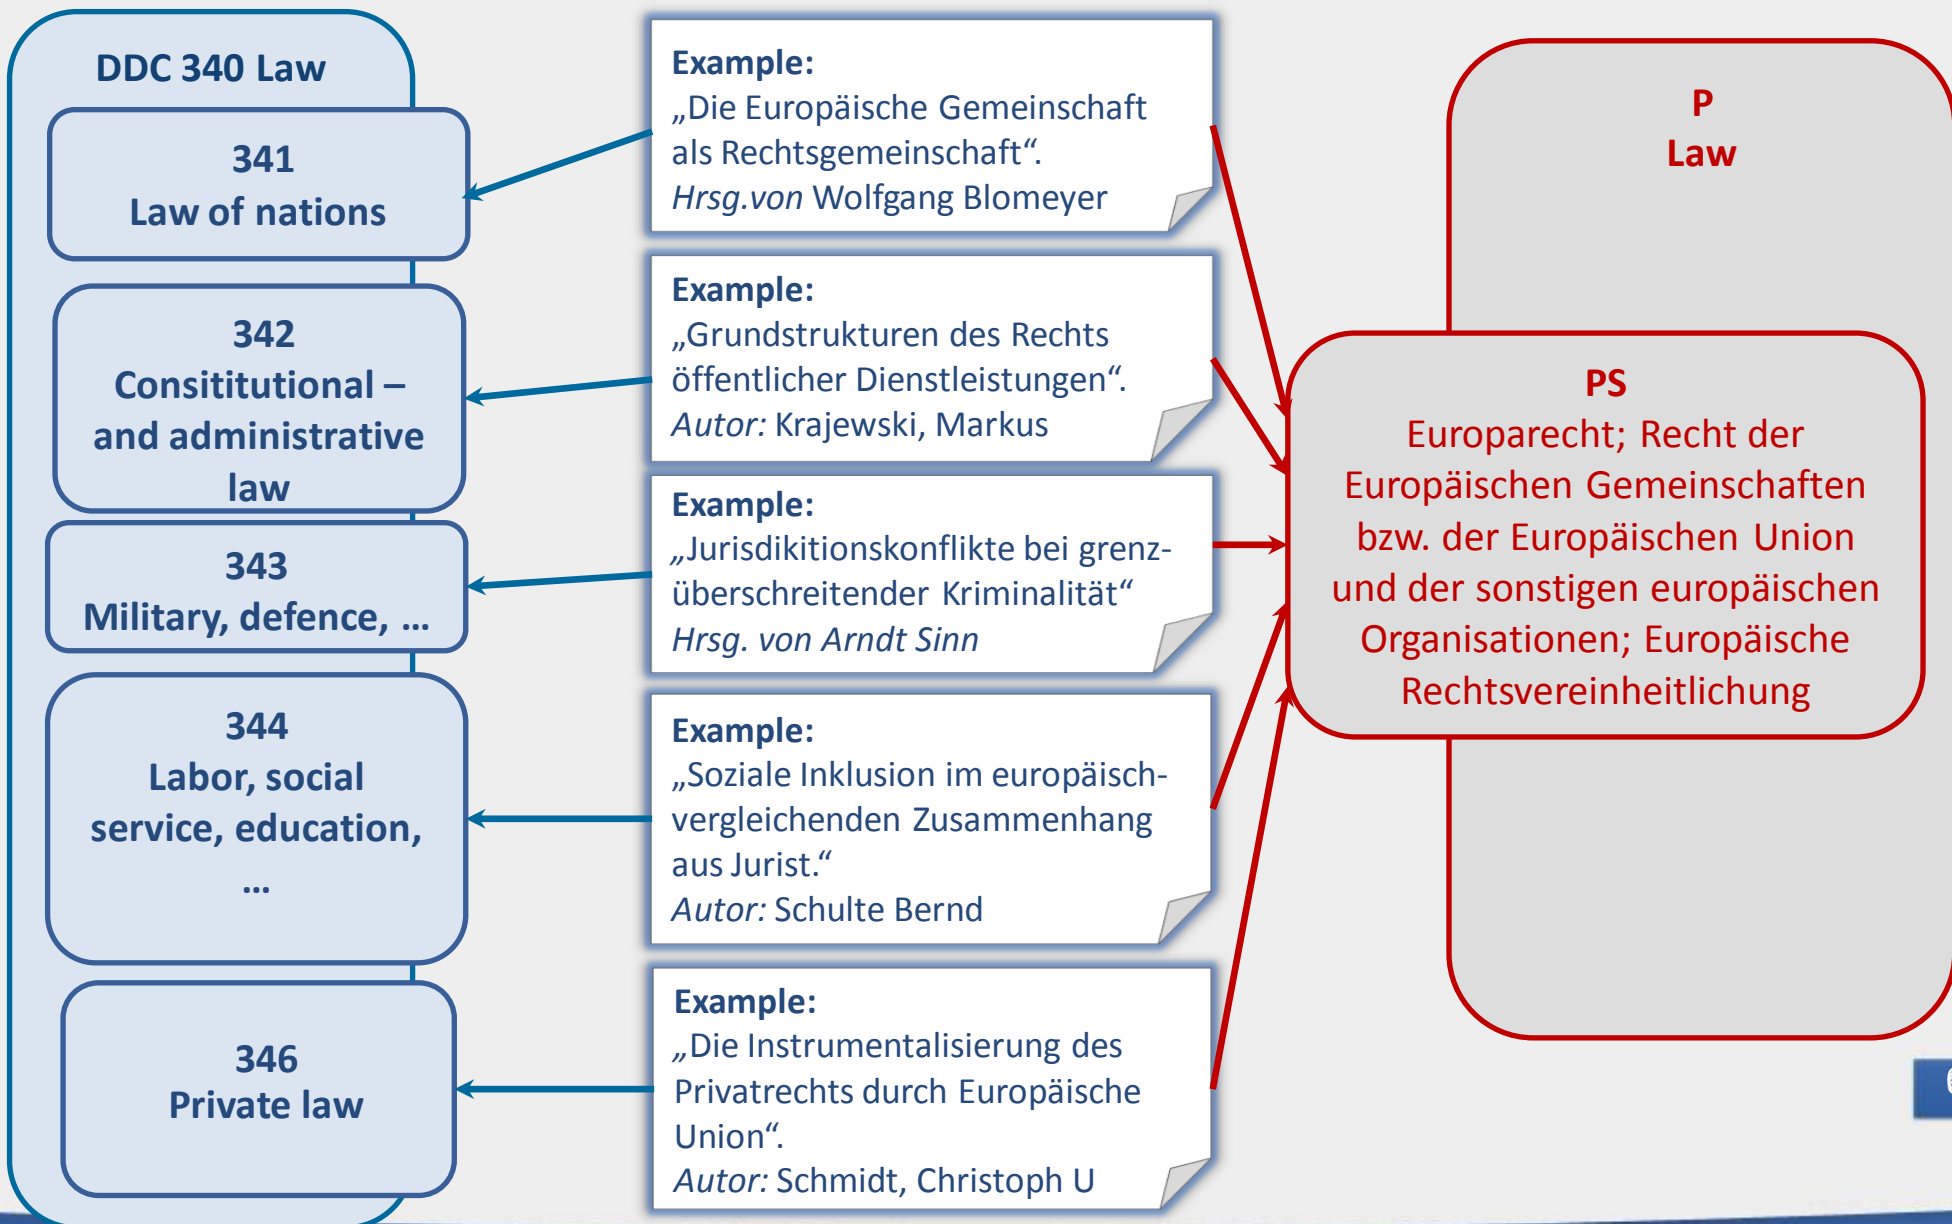 DDC 340 Law
341
Law of nations
342
Consititutional –
and administrative
law
343
Military, defence, ...
344
Labor, social
service, education,
...
346
Private law
Example:
„Die Europäische Gemeinschaft
als Rechtsgemeinschaft“.
Hrsg.von Wolfgang Blomeyer
Example:
„Grundstrukturen des Rechts
öffentlicher Dienstleistungen“.
Autor: Krajewski, Markus
Example:
„Jurisdikitionskonflikte bei grenz-
überschreitender Kriminalität“
Hrsg. von Arndt Sinn
Example:
„Soziale Inklusion im europäisch-
vergleichenden Zusammenhang
aus Jurist.“
Autor: Schulte Bernd
Example:
„Die Instrumentalisierung des
Privatrechts durch Europäische
Union“.
Autor: Schmidt, Christoph U
P
Law
PS
Europarecht; Recht der
Europäischen Gemeinschaften
bzw. der Europäischen Union
und der sonstigen europäischen
Organisationen; Europäische
Rechtsvereinheitlichung